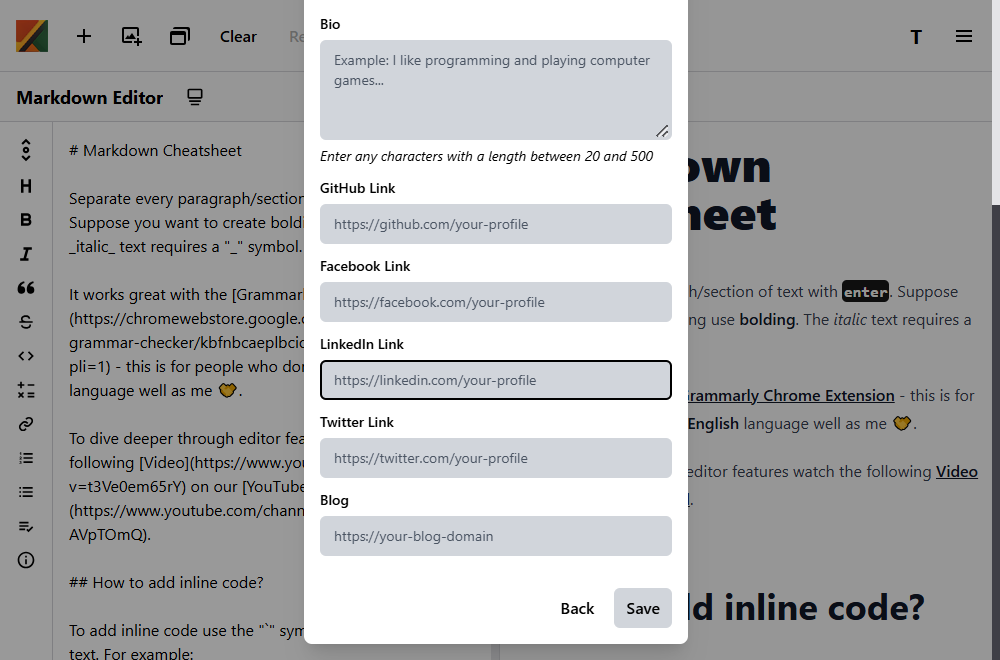 Clear
Re
T
Markdown Editor
# Markdown Cheatsheet
Separate every paragraph/section
Suppose you want to create boldi
_italic_ text requires a "_" symbol.
It works great with the [Grammarl
(https://chromewebstore.google.c
grammar-checker/kbfnbcaeplbcio
pli=1) - this is for people who don
language well as me
To dive deeper through editor fea
following [Video](https://www.you
v=t3Ve0em65rY) on our [YouTube
(https://www.youtube.com/chann
AVpTOmQ).
## How to add inline code?
To add inline code use the "`" sym
text. For example:
Bio
Example: I like programming and playing computer
games...
Enter any characters with a length between 20 and 500
GitHub Link
https://github.com/your-profile
Facebook Link
https://facebook.com/your-profile
LinkedIn Link
https://linkedin.com/your-profile
Twitter Link
https://twitter.com/your-profile
Blog
https://your-blog-domain
Back
Save
own
heet
h/section of text with enter. Suppose
ng use bolding. The italic text requires a
Grammarly Chrome Extension - this is for
English language well as me
editor features watch the following Video
l.
d inline code?